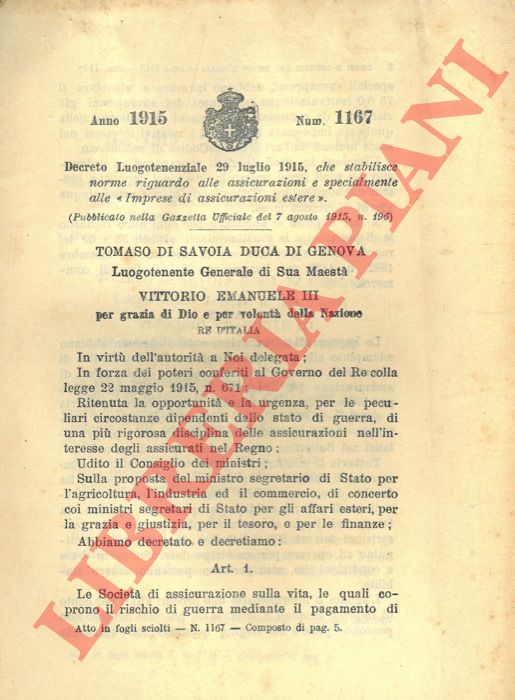 Anno 1915 Num. 1167
Decreto Luogotenenziale 29 luglio 1915, che stabilisce
norme riguardo alle assicurazioni e specialmente
alle « Imprese di assicurazioni estere ».
(Pubblicato nella Gazzetta Ufficiale del 7 agosto 1915, n. 196)
TOMASO DI SAVOIA DUCA DI GENOVA
Luogotenente Generale di Sua Maestà
VITTORIO EMANUELE III
per grazia di Dio e per volontà della Nazione
RE D'ITALIA
In virtù dell'autorità a Noi delegata;
In forza dei poteri conferiti al Governo del Re colla
legge 22 maggio 1915, n. 671;
Ritenuta la opportunità e la urgenza, per le pecu-
liari circostanze dipendenti dallo stato di guerra, di
una più rigorosa disciplina delle assicurazioni nell'in-
teresse degli assicurati nel Regno;
Udito il Consiglio dei ministri;
Sulla proposta del ministro segretario di Stato per
l'agricoltura, industria ed il commercio, di concerto
coi ministri segretari di Stato per gli affari esteri, per
la grazia e giustizia, per il tesoro, e per le finanze;
Abbiamo decretato e decretiamo:
Art. 1.
Le Società di assicurazione sulla vita, le quali co-
prono il rischio di guerra mediante il pagamento di
Atto in fogli sciolti — N. 1167 — Composto di pag. 5.
LIBRERIA PIANI